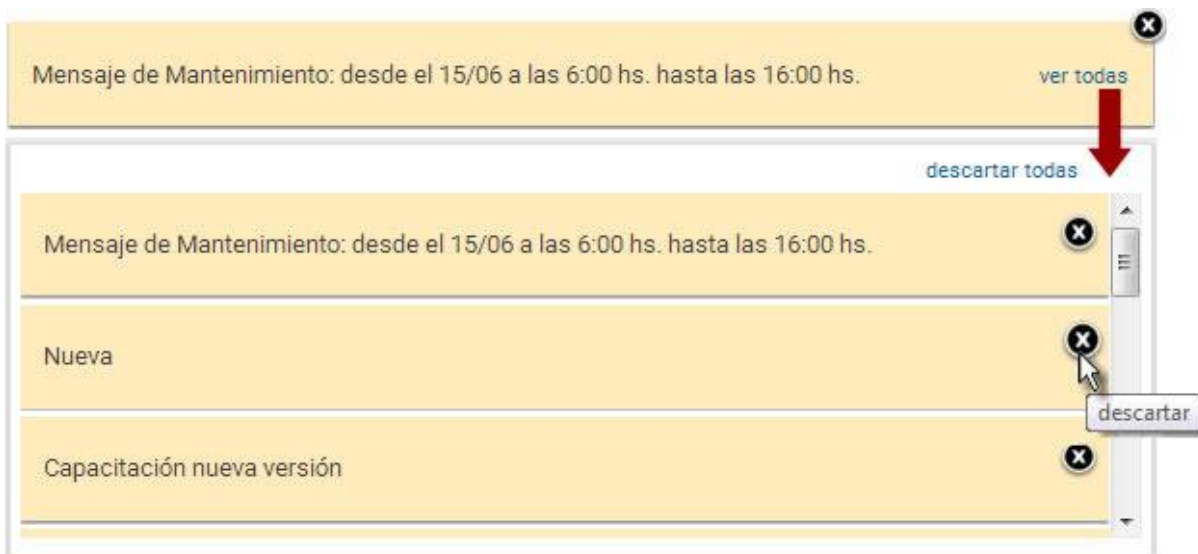 Mensaje de Mantenimiento: desde el 15/06 a las 6:00 hs. hasta las 16:00 hs.
ver todas
descartar todas
Mensaje de Mantenimiento: desde el 15/06 a las 6:00 hs. hasta las 16:00 hs.
Nueva
descartar
Capacitación nueva versión